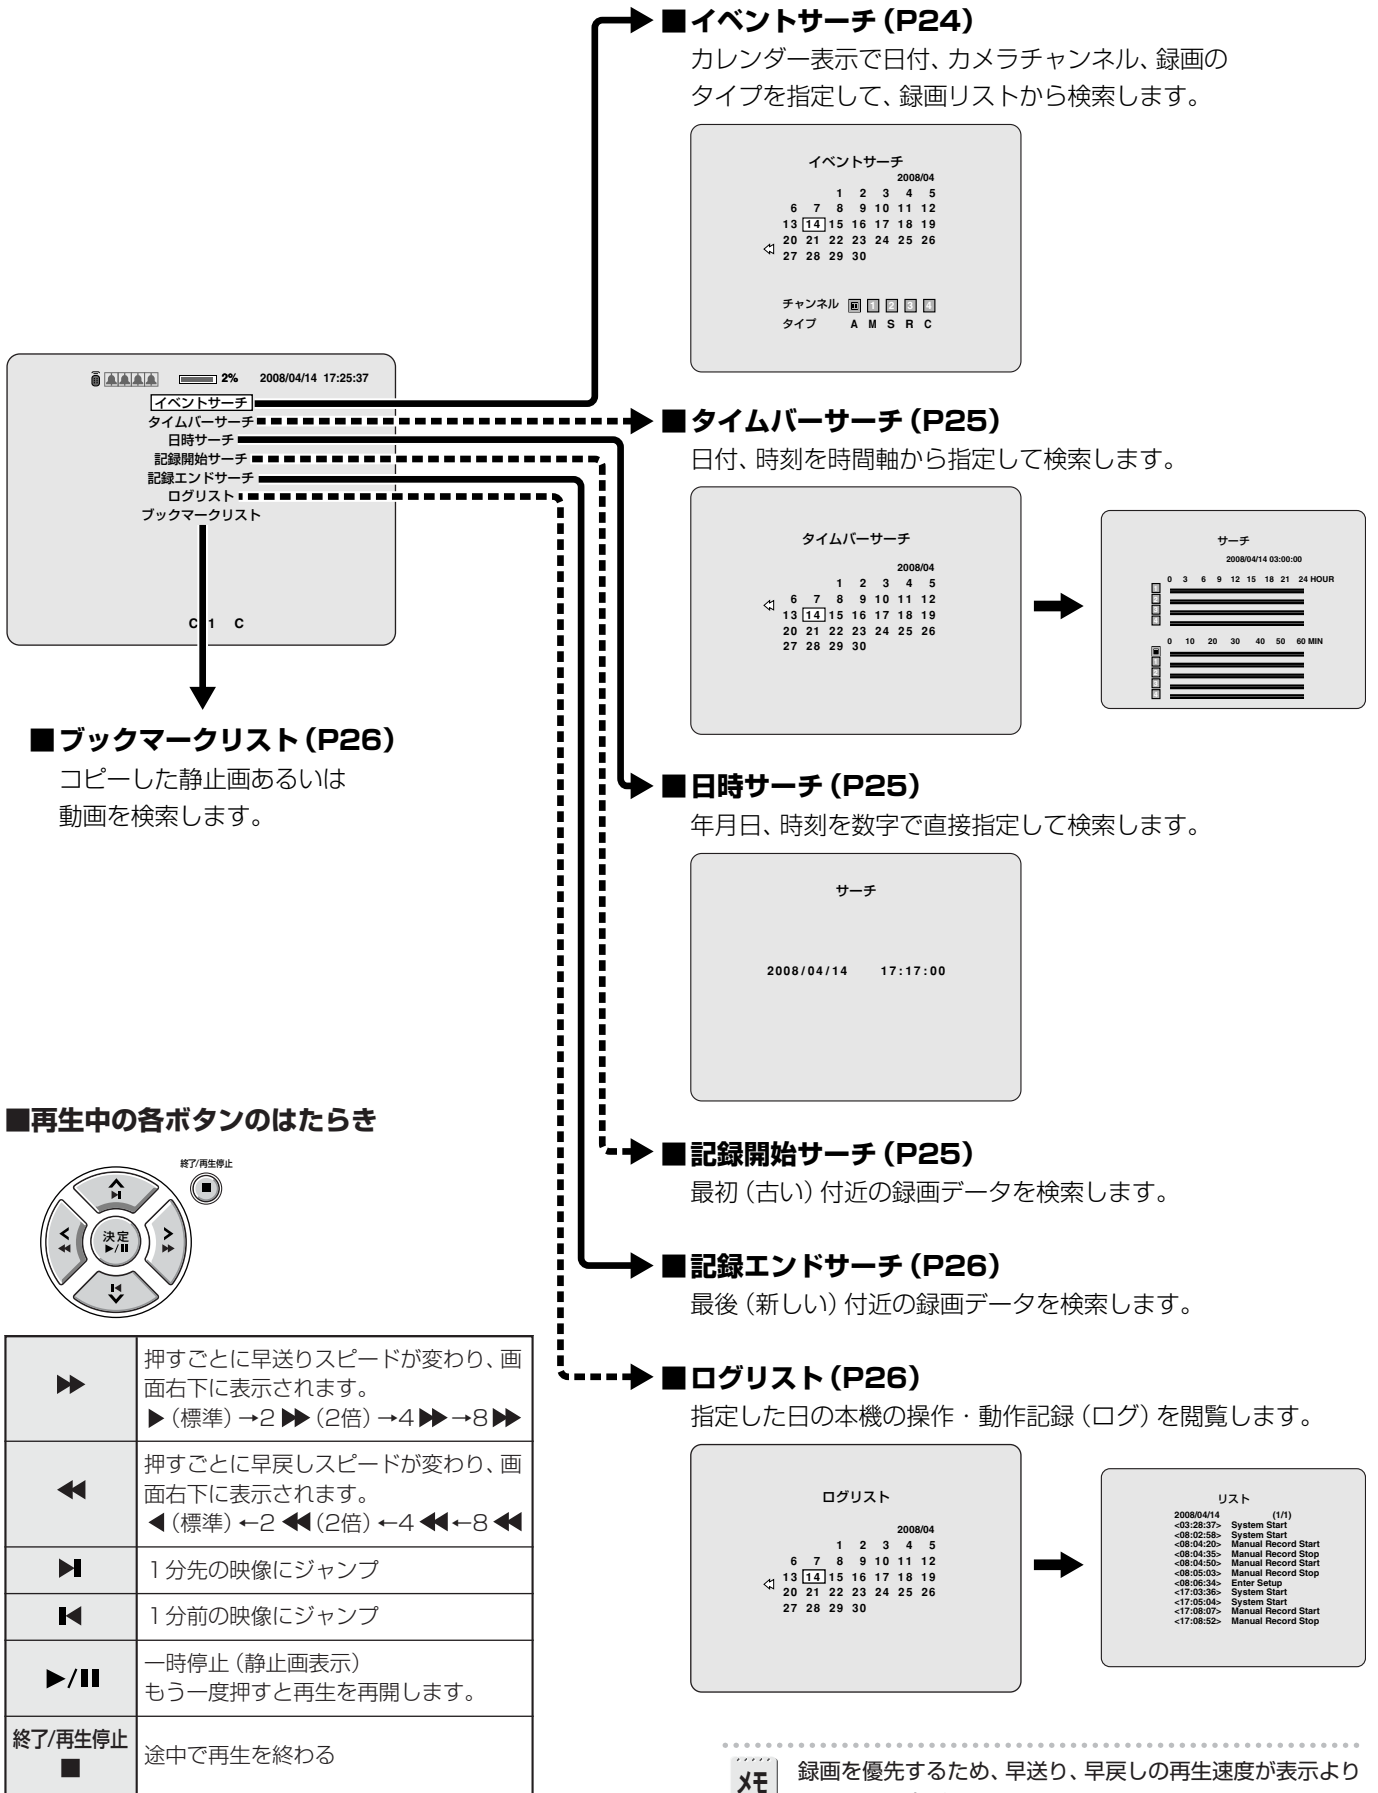 ■イベントサーチ（P24）
カレンダー表示で日付、カメラチャンネル、録画の
タイプを指定して、録画リストから検索します。
イベントサーチ
2008/04
1 2 3 4 5
6 7 8 9 10 11 12
13 14 15 16 17 18 19
20 21 22 23 24 25 26
27 28 29 30
チャンネル 1 2 3 4
タイプ A M S R C
2% 2008/04/14 17:25:37
イベントサーチ
タイムバーサーチ
日時サーチ
記録開始サーチ
記録エンドサーチ
ログリスト
ブックマークリスト
C 1 C
■タイムバーサーチ（P25）
日付、時刻を時間軸から指定して検索します。
タイムバーサーチ
2008/04
1 2 3 4 5
6 7 8 9 10 11 12
13 14 15 16 17 18 19
20 21 22 23 24 25 26
27 28 29 30
サーチ
2008/04/14 03:00:00
0 3 6 9 12 15 18 21 24 HOUR
0 10 20 30 40 50 60 MIN
■ブックマークリスト（P26）
コピーした静止画あるいは
動画を検索します。
■日時サーチ（P25）
年月日、時刻を数字で直接指定して検索します。
サーチ
2008/04/14 17:17:00
■記録開始サーチ（P25）
最初（古い）付近の録画データを検索します。
■記録エンドサーチ（P26）
最後（新しい）付近の録画データを検索します。
■ログリスト（P26）
指定した日の本機の操作・動作記録（ログ）を閲覧します。
ログリスト
2008/04
1 2 3 4 5
6 7 8 9 10 11 12
13 14 15 16 17 18 19
20 21 22 23 24 25 26
27 28 29 30
リスト
2008/04/14 (1/1)
<03:28:37> System Start
<08:02:58> System Start
<08:04:20> Manual Record Start
<08:04:35> Manual Record Stop
<08:04:50> Manual Record Start
<08:05:03> Manual Record Stop
<08:06:34> Enter Setup
<17:03:36> System Start
<17:05:04> System Start
<17:08:07> Manual Record Start
<17:08:52> Manual Record Stop
■再生中の各ボタンのはたらき
終了/再生停止
決定
▶/❚❚
▶▶ 押すごとに早送りスピードが変わり、画
面右下に表示されます。
▶（標準）→2▶▶（2倍）→4▶▶→8▶▶
◀◀ 押すごとに早戻しスピードが変わり、画
面右下に表示されます。
◀（標準）←2◀◀（2倍）←4◀◀←8◀◀
▶❙ 1分先の映像にジャンプ
❙◀ 1分前の映像にジャンプ
▶/❚❚ 一時停止（静止画表示）
もう一度押すと再生を再開します。
終了/再生停止
■ 途中で再生を終わる
メモ 録画を優先するため、早送り、早戻しの再生速度が表示より